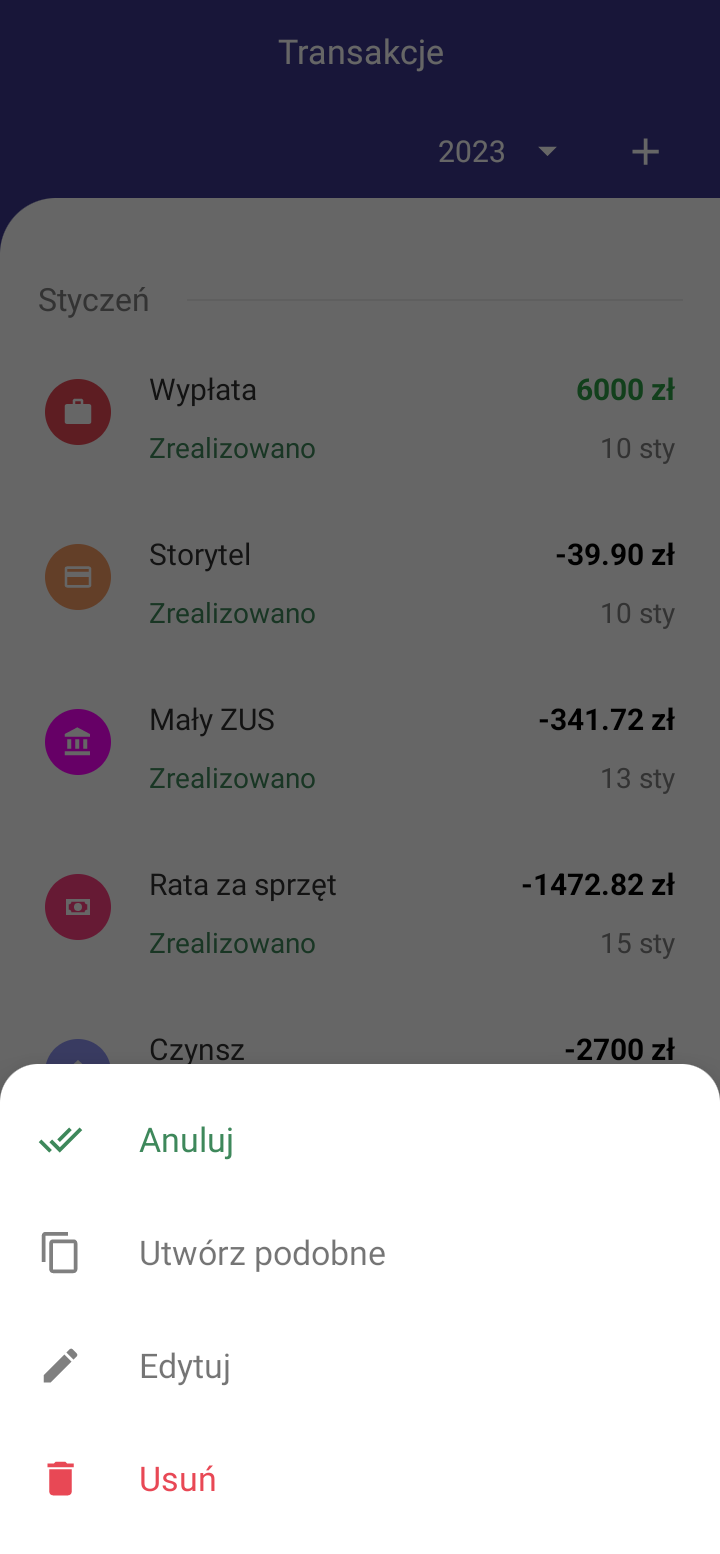 Transakcje
2023
Styczeń
Wypłata 6000 zł
Zrealizowano 10 sty
Storytel -39.90 zł
Zrealizowano 10 sty
Mały ZUS -341.72 zł
Zrealizowano 13 sty
Rata za sprzęt -1472.82 zł
Zrealizowano 15 sty
Czynsz -2700 zł
Anuluj
Utwórz podobne
Edytuj
Usuń